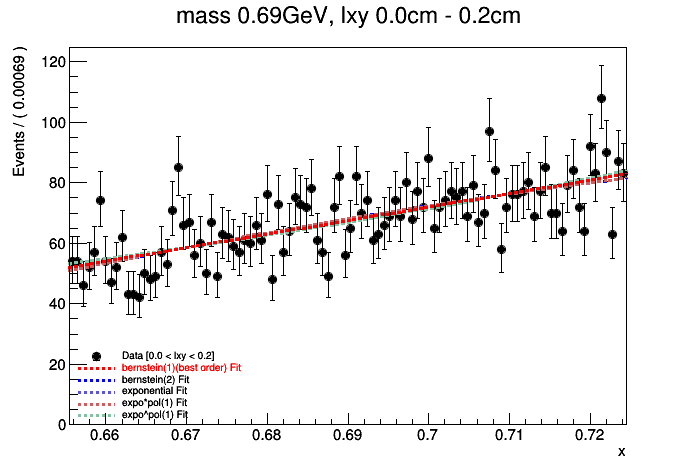 mass 0.69GeV, lxy 0.0cm - 0.2cm
Events / ( 0.00069 )
120
100
80
60
40
20
0
Data [0.0 < lxy < 0.2]
bernstein(1)(best order) Fit
bernstein(2) Fit
exponential Fit
expo*pol(1) Fit
expo^pol(1) Fit
0.66 0.67 0.68 0.69 0.7 0.71 0.72
x